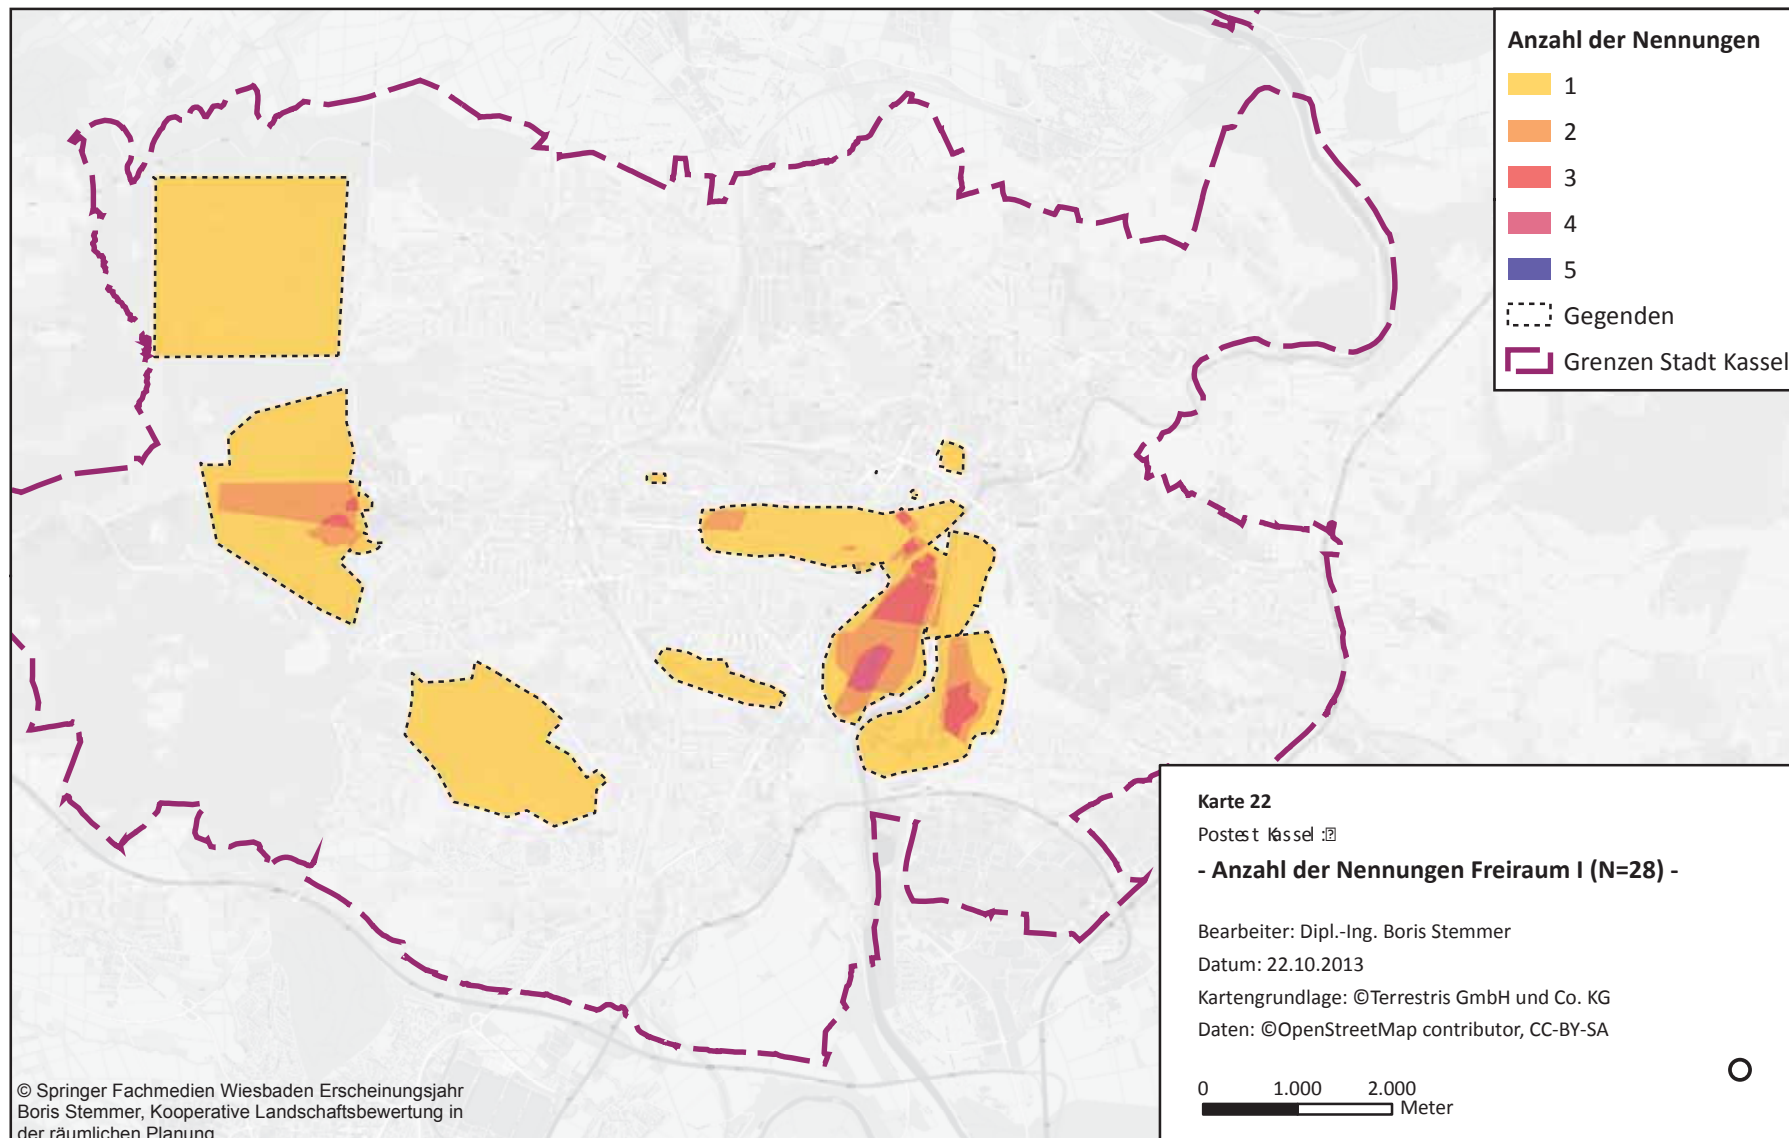 Anzahl der Nennungen
1
2
3
4
5
Gegenden
Grenzen Stadt Kassel
Karte 22
Postest Kassel :
- Anzahl der Nennungen Freiraum I (N=28) -
Bearbeiter: Dipl.-Ing. Boris Stemmer
Datum: 22.10.2013
Kartengrundlage: ©Terrestris GmbH und Co. KG
Daten: ©OpenStreetMap contributor, CC-BY-SA
0 1.000 2.000
Meter
© Springer Fachmedien Wiesbaden Erscheinungsjahr
Boris Stemmer, Kooperative Landschaftsbewertung in
der räumlichen Planung